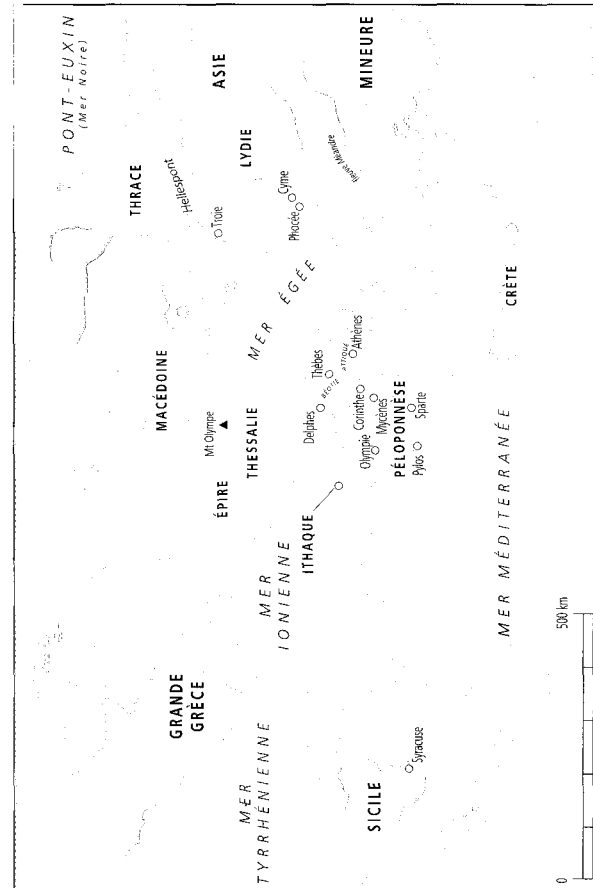 PONT-EUXIN
(Mer Noire)
THRACE
MACÉDOINE
GRANDE
GRÈCE
Hellespont
ASIE
Troie
Mt Olympe
ÉPIRE
LYDIE
THESSALIE
MER
TYRRHÉNIENNE
MER
IONIENNE
MER ÉGÉE
Cyme
Phocée
ITHAQUE
Delphes
Thèbes
BÉOTIE
ATTIQUE
Athènes
fleuve Méandre
MINEURE
Corinthe
Olympie
Mycènes
PÉLOPONNÈSE
SICILE
Syracuse
Pylos
Sparte
CRÈTE
MER MÉDITERRANÉE
0
500 km